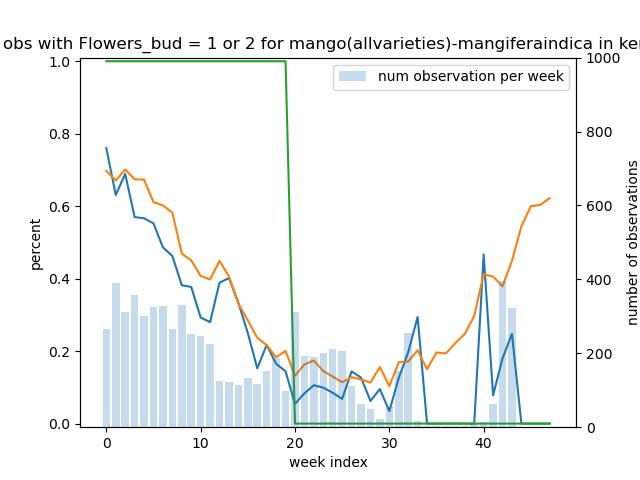 obs with Flowers_bud = 1 or 2 for mango(allvarieties)-mangiferaindica in
num observation per week
1.0
0.8
0.6
0.4
0.2
0.0
percent
1000
800
600
400
200
0
number of observations
0 10 20 30 40
week index